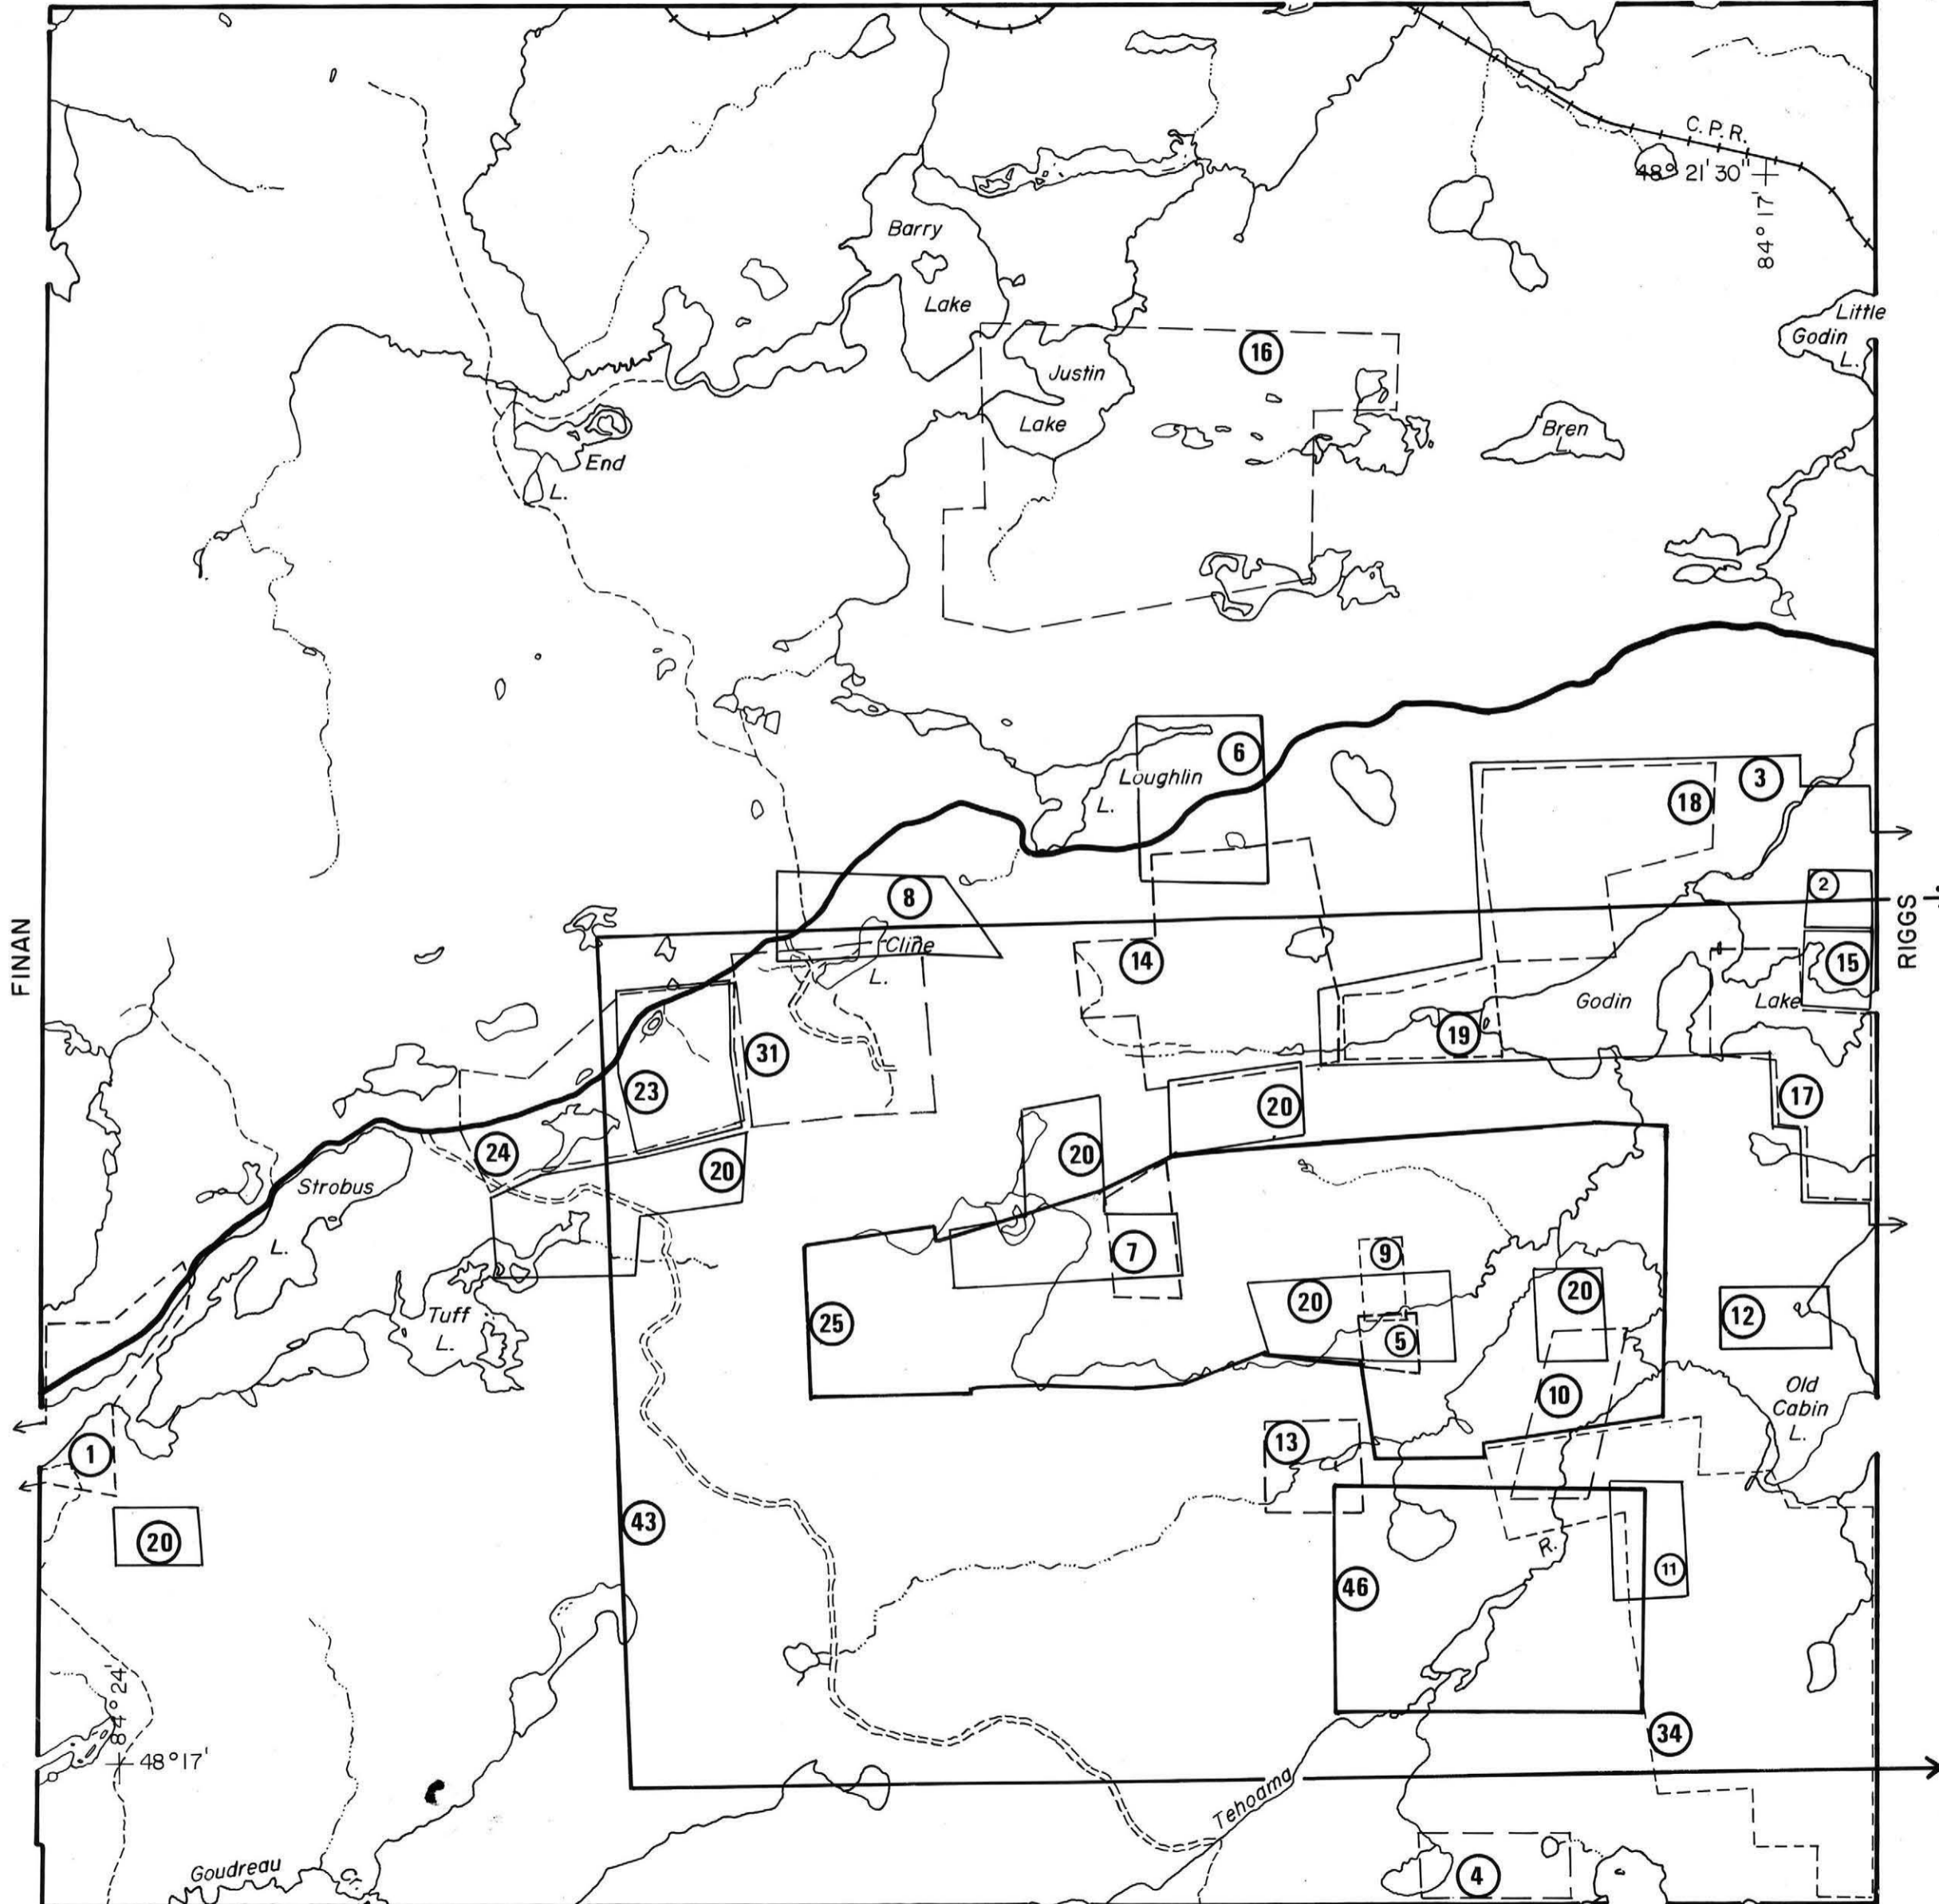 C.P.R.
48° 21' 30"
84° 17'
Barry
Lake
Little
Godin
L.
16
Justin
Lake
Bren
L.
End
L.
6
Loughlin
L.
3
18
8
2
FINAN
RIGGS
Cline
L.
14
15
Godin
Lake
19
31
23
17
20
24
20
20
Strobus
L.
7
9
20
20
12
Tuff
L.
25
5
10
Old
Cabin
L.
13
1
43
20
R.
11
46
84° 24'
48° 17'
34
Tehoama
Goudreau
Cr.
4